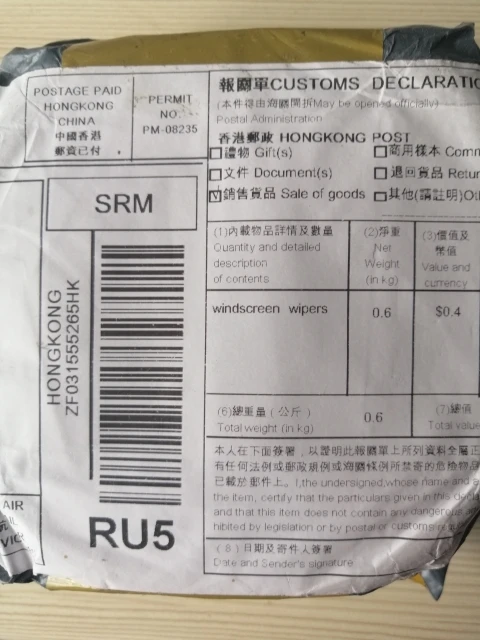 POSTAGE PAID
HONGKONG
CHINA
中國香港
郵資已付
PERMIT
NO.
PM-08235
報關單CUSTOMS DECLARATIO
(本件得由海關開拆May be opened officially)
Postal Administration
香港郵政 HONGKONG POST
禮物 Gift(s)
商用樣本 Comm
文件 Document(s)
退回貨品 Retur
銷售貨品 Sale of goods
其他(請註明)Ot
SRM
HONGKONG
ZF031555265HK
RU5
AIR
(1)內載物品詳情及數量
Quantity and detailed
description
of contents
(2)淨重
Net
Weight
(in kg)
(3)價值及
幣值
Value and
currency
windscreen wipers
0.6
$0.4
(6)總重量(公斤)
Total weight (in kg)
0.6
(7)總值
Total value
本人在下面簽署,以證明此報關單上所列資料全屬正
有任何法例或郵政規例或海關條例所禁寄的危險物品
已載於郵件上。I,the undersigned,whose name and a
the item, certify that the particulars given in this decla
and that this item does not contain any dangerous
hibited by legislation or by postal or customs
(8)日期及寄件人簽署
Date and Sender's signature